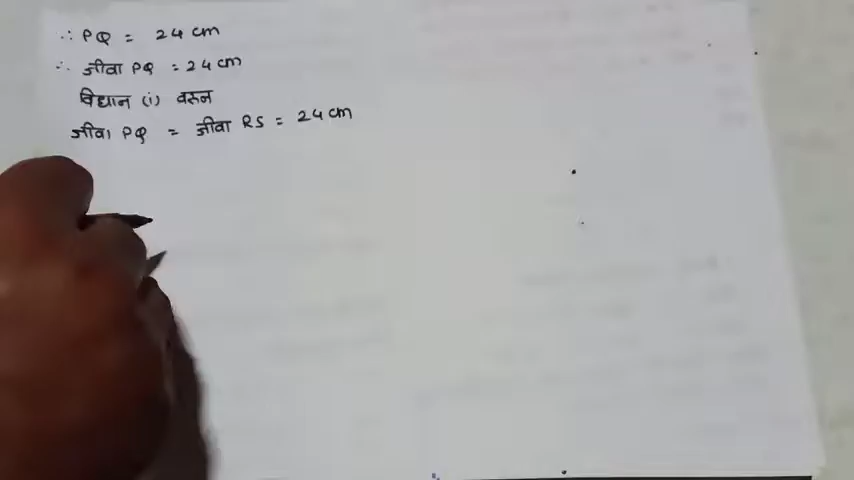 ∴ PQ = 24 cm
∴ जीवा PQ = 24 cm
विधान (i) वरून
जीवा PQ = जीवा RS = 24 cm